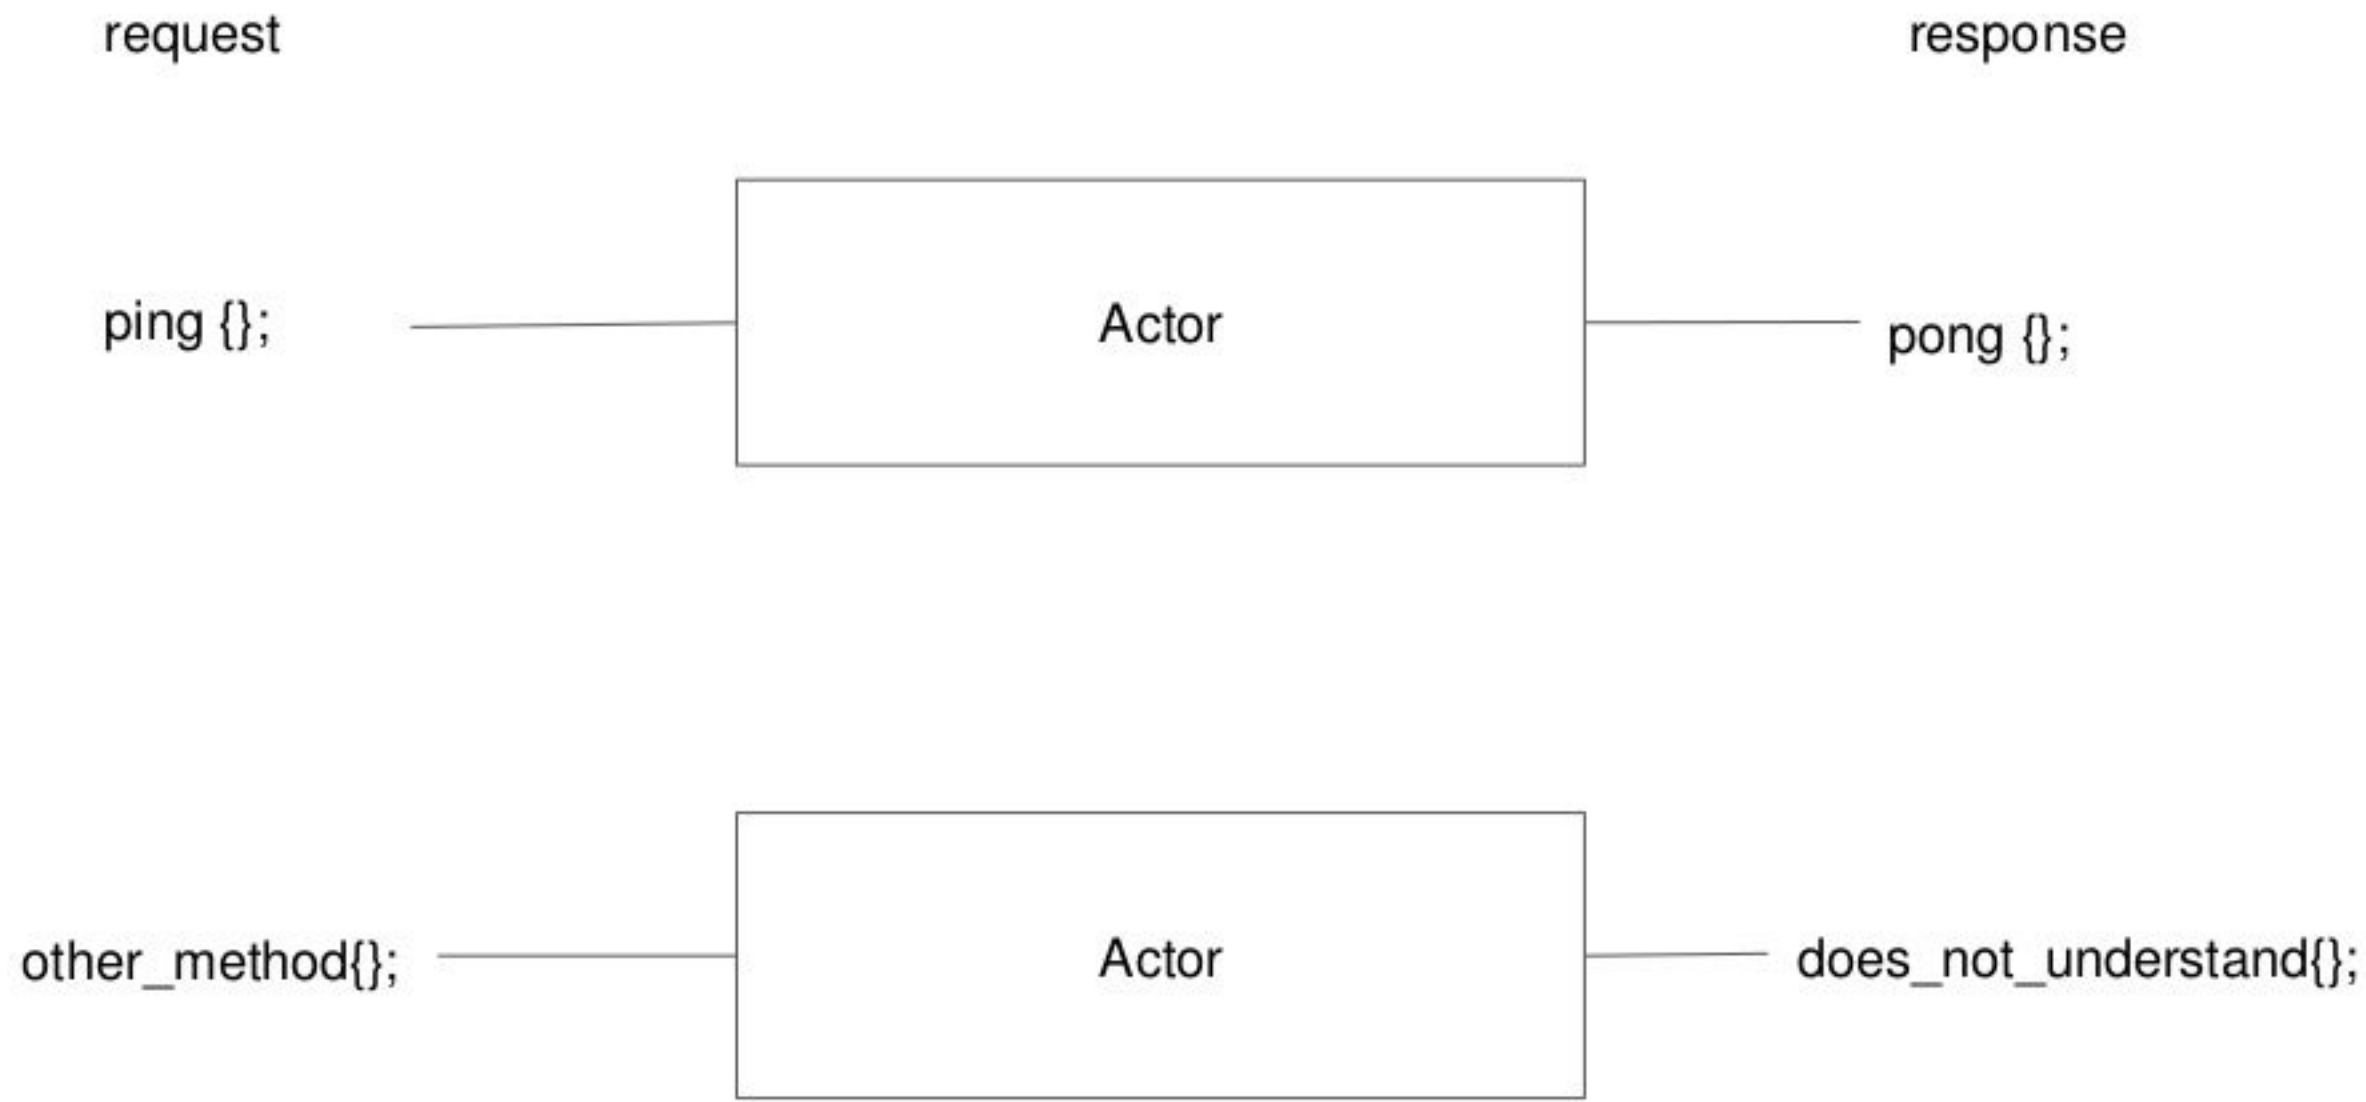 request
response
ping {};
Actor
pong {};
other_method{};
Actor
does_not_understand{};